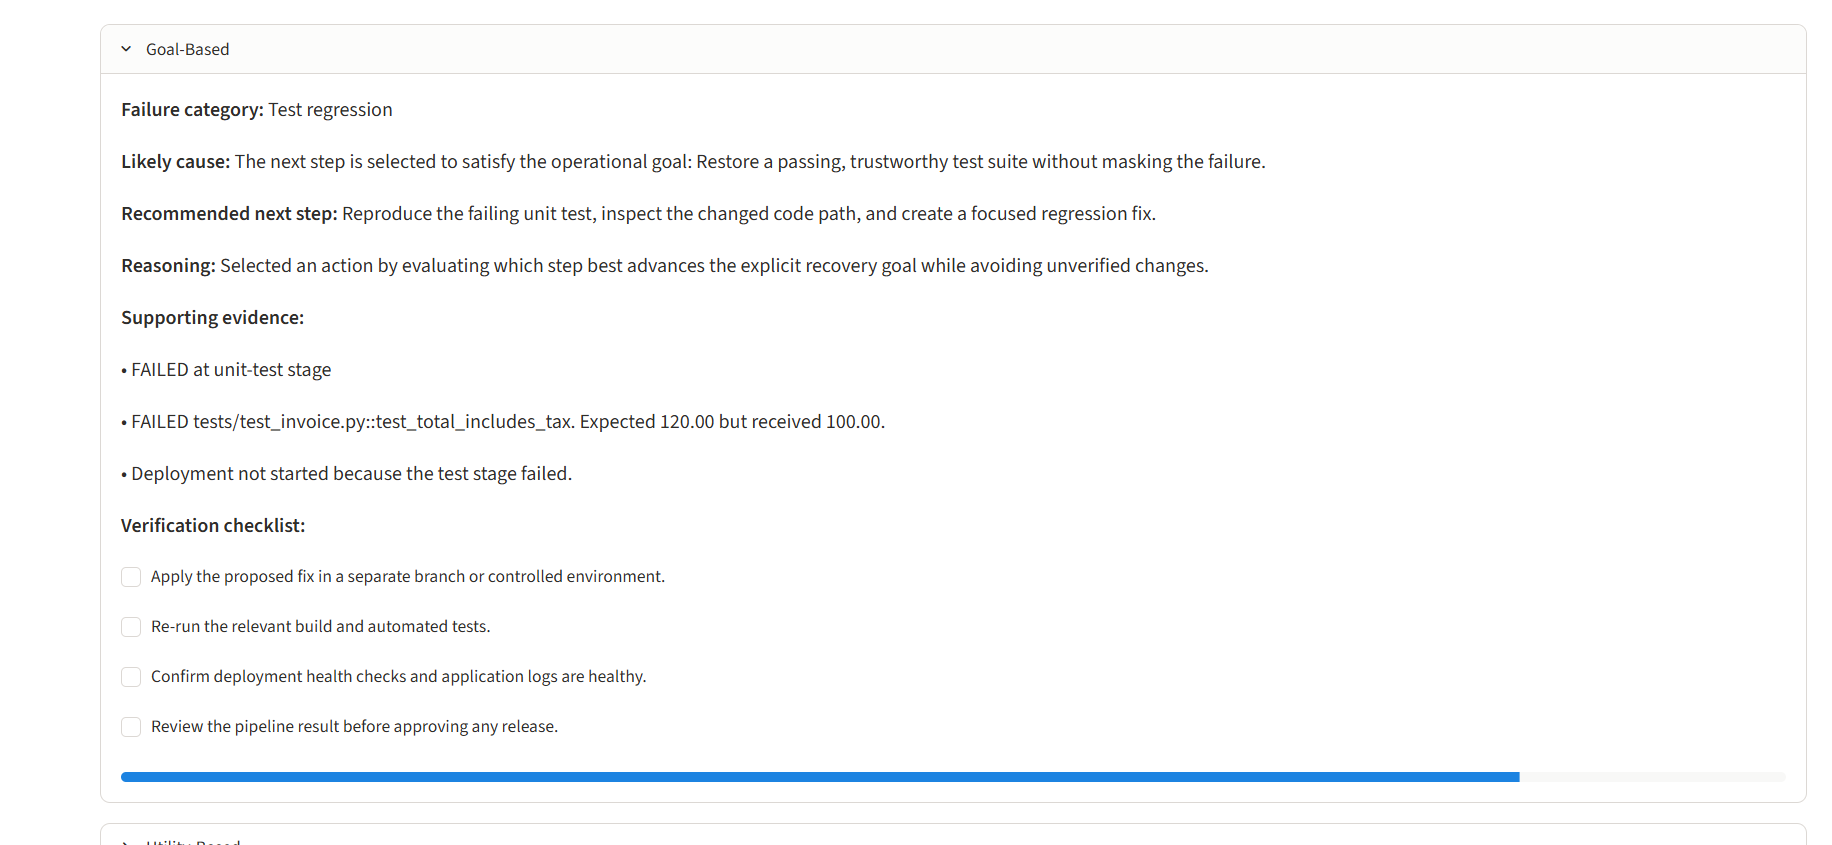 Goal-Based
Failure category: Test regression
Likely cause: The next step is selected to satisfy the operational goal: Restore a passing, trustworthy test suite without masking the failure.
Recommended next step: Reproduce the failing unit test, inspect the changed code path, and create a focused regression fix.
Reasoning: Selected an action by evaluating which step best advances the explicit recovery goal while avoiding unverified changes.
Supporting evidence:
• FAILED at unit-test stage
• FAILED tests/test_invoice.py::test_total_includes_tax. Expected 120.00 but received 100.00.
• Deployment not started because the test stage failed.
Verification checklist:
Apply the proposed fix in a separate branch or controlled environment.
Re-run the relevant build and automated tests.
Confirm deployment health checks and application logs are healthy.
Review the pipeline result before approving any release.
Utility-Based